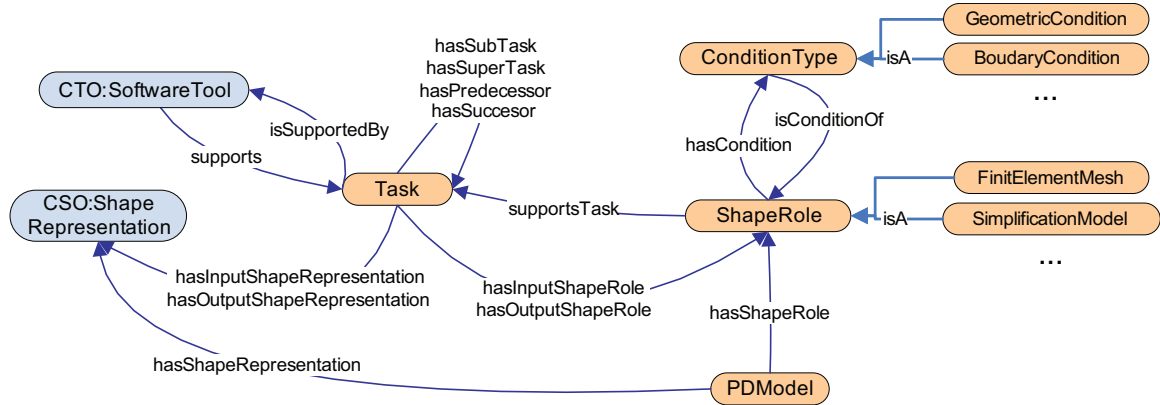 GeometricCondition
hasSubTask
hasSuperTask
hasPredecessor
hasSuccesor
ConditionType
isA
BoudaryCondition
...
CTO:SoftwareTool
isSupportedBy
isConditionOf
hasCondition
supports
Task
FinitElementMesh
CSO:Shape
Representation
supportsTask
ShapeRole
isA
SimplificationModel
...
hasInputShapeRepresentation
hasOutputShapeRepresentation
hasInputShapeRole
hasOutputShapeRole
hasShapeRole
hasShapeRepresentation
PDModel